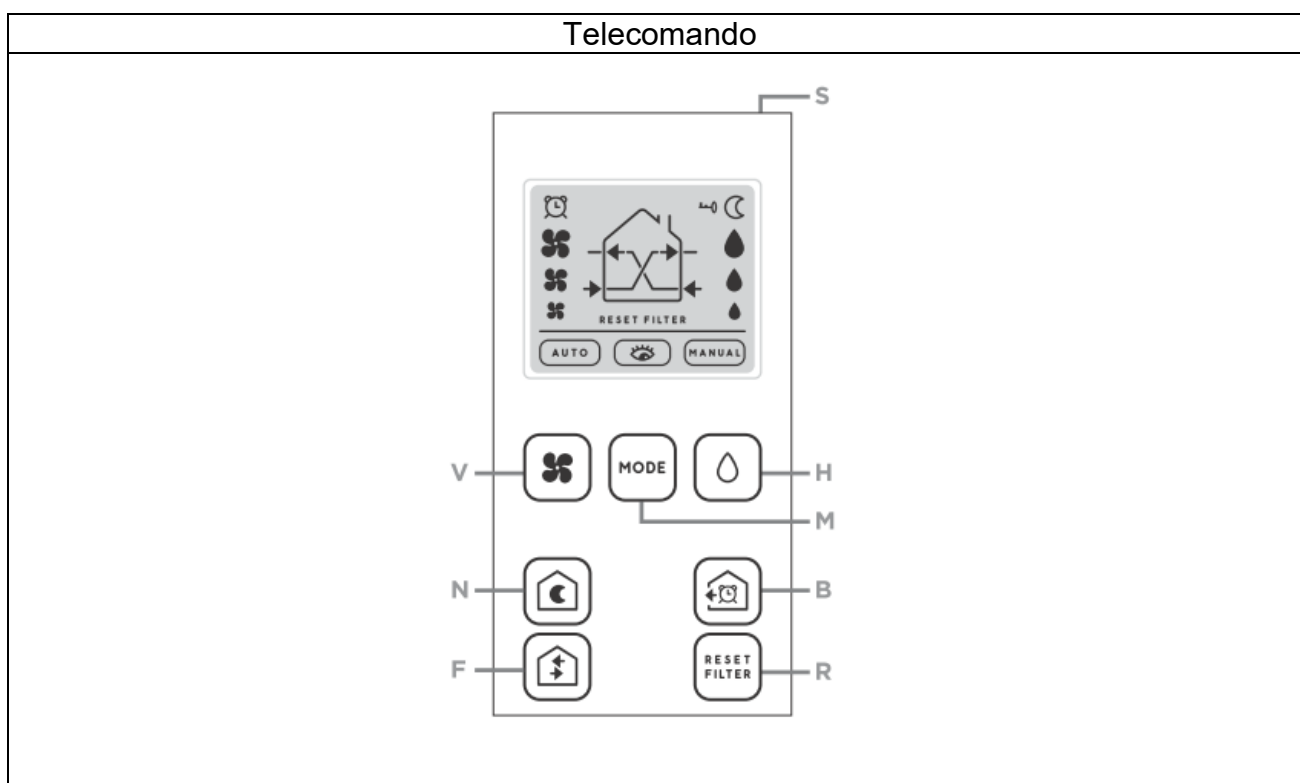 Telecomando
S
RESET FILTER
AUTO
MANUAL
V
MODE
H
M
N
B
F
RESET
FILTER
R